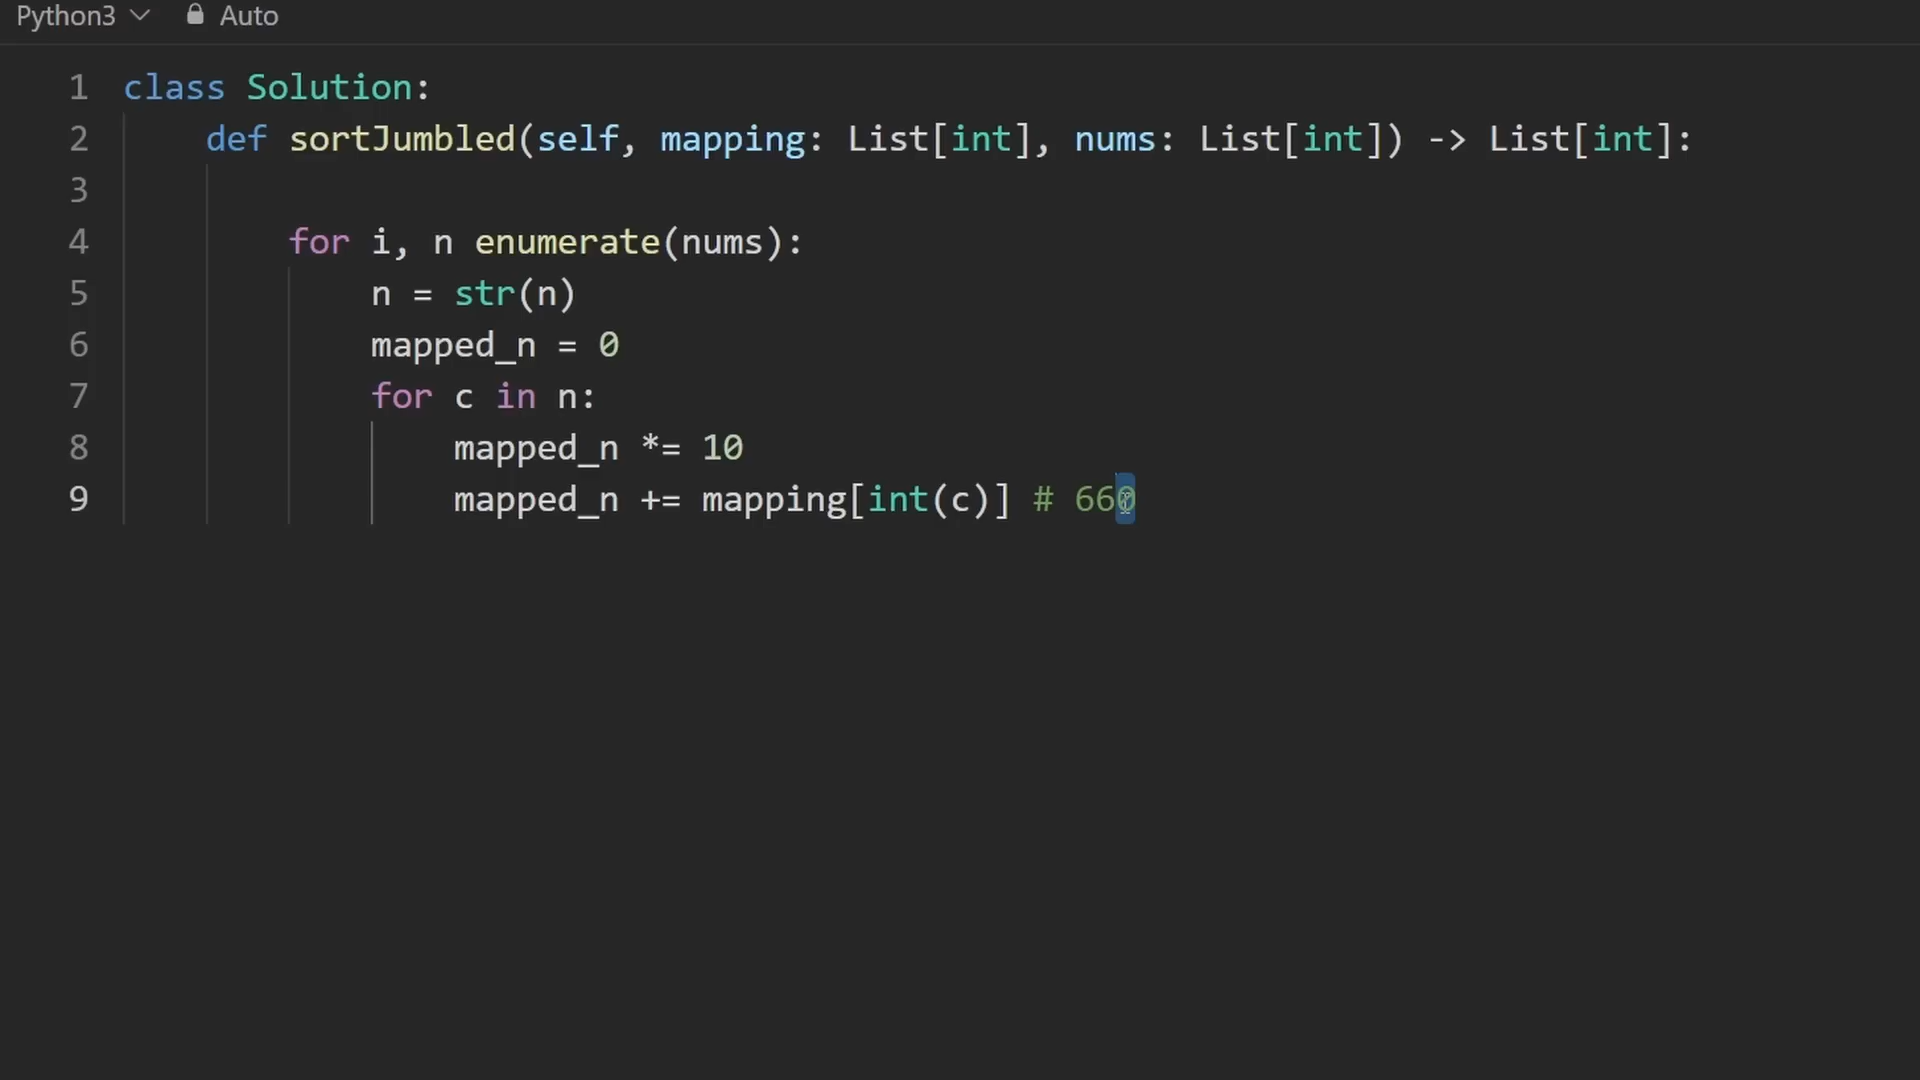 Python3 Auto
1 class Solution:
2 def sortJumbled(self, mapping: List[int], nums: List[int]) -> List[int]:
3
4 for i, n enumerate(nums):
5 n = str(n)
6 mapped_n = 0
7 for c in n:
8 mapped_n *= 10
9 mapped_n += mapping[int(c)] # 660